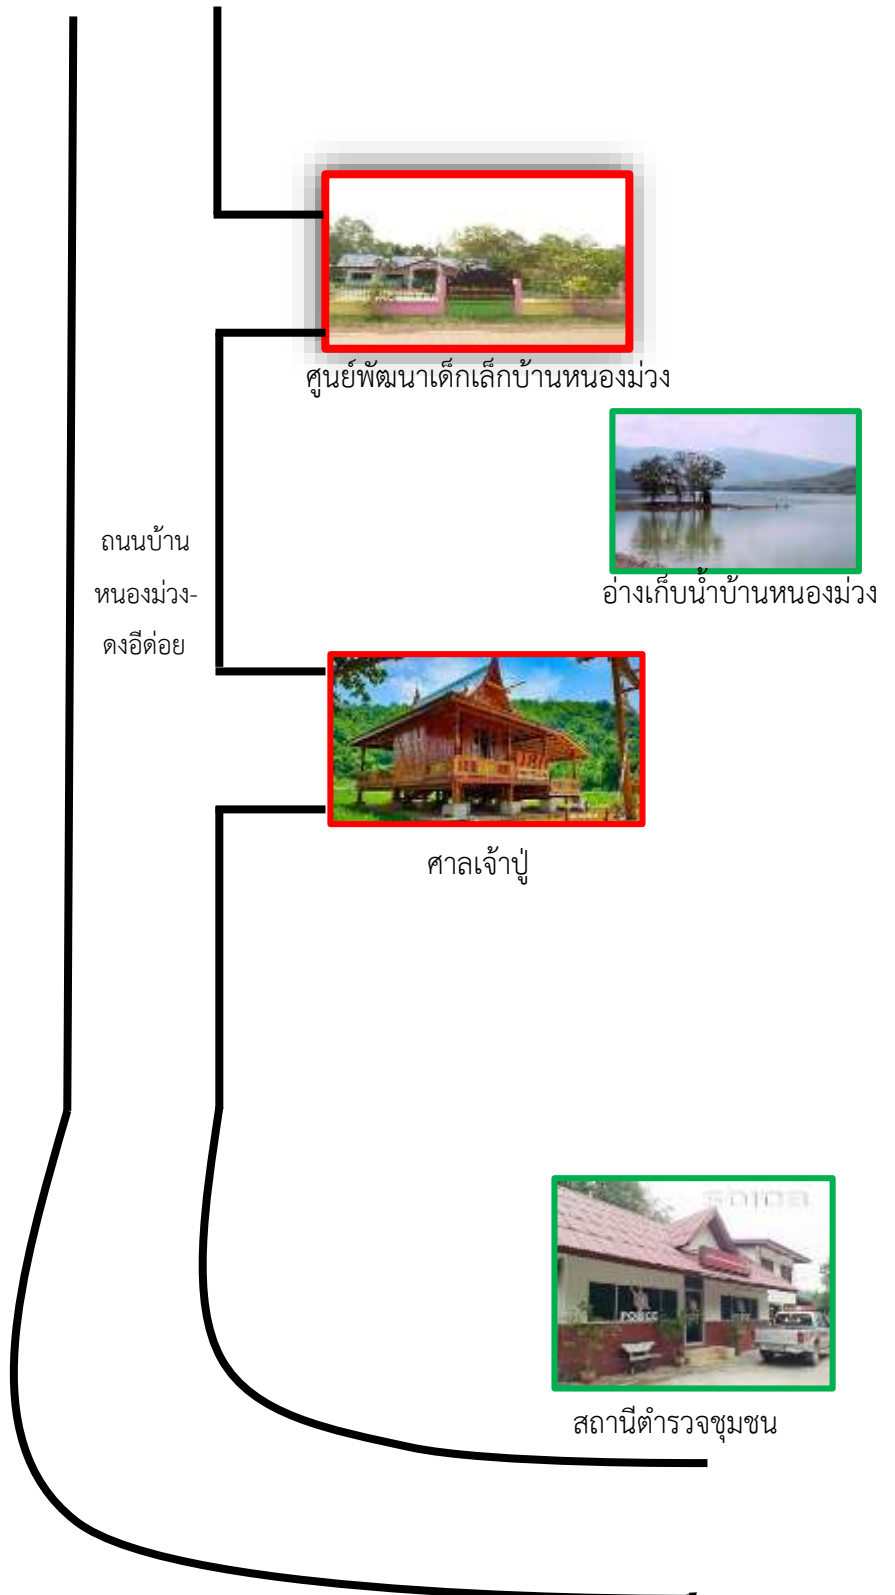 ศูนย์พัฒนาเด็กเล็กบ้านหนองม่วง
ถนนบ้าน
หนองม่วง-
ดงอีด่อย
อ่างเก็บน้ำบ้านหนองม่วง
ศาลเจ้าปู่
POLICE
สถานีตำรวจชุมชน